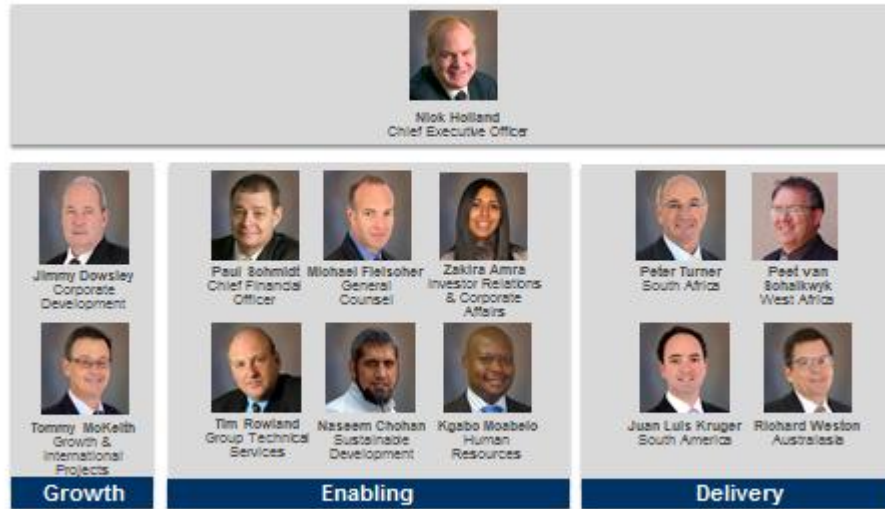 Nick Holland
Chief Executive Officer
Jimmy Dowsley
Corporate
Development
Paul Schmidt
Chief Financial
Officer
Michael Fleischer
General
Counsel
Zakira Amra
Investor Relations
& Corporate
Affairs
Peter Turner
South Africa
Peet van
Schalkwyk
West Africa
Tommy McKeith
Growth &
International
Projects
Tim Rowland
Group Technical
Services
Naseem Chohan
Sustainable
Development
Kgabo Moabelo
Human
Resources
Juan Luis Kruger
South America
Richard Weston
Australasia
Growth
Enabling
Delivery